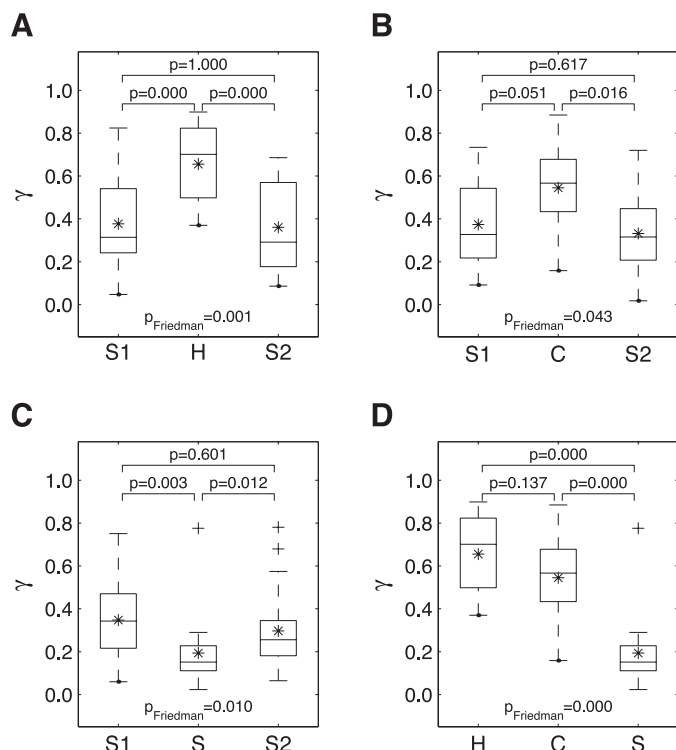 A
p=1.000
p=0.000 p=0.000
1.0
0.8
0.6
0.4
0.2
0.0
γ
p_Friedman=0.001
S1 H S2
B
p=0.617
p=0.051 p=0.016
1.0
0.8
0.6
0.4
0.2
0.0
γ
p_Friedman=0.043
S1 C S2
C
p=0.601
p=0.003 p=0.012
1.0
0.8
0.6
0.4
0.2
0.0
γ
p_Friedman=0.010
S1 S S2
D
p=0.000
p=0.137 p=0.000
1.0
0.8
0.6
0.4
0.2
0.0
γ
p_Friedman=0.000
H C S